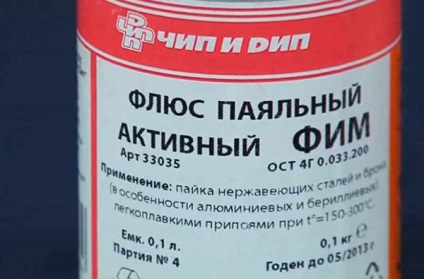 ЧИП И DИП
ФЛЮС ПАЯЛЬНЫЙ
АКТИВНЫЙ ФИМ
Арт 33035 ОСТ 4Г 0.033.200
Применение: пайка нержавеющих сталей и бронз
(в особенности алюминиевых и бериллиевых)
легкоплавкими припоями при t°=150-300°С.
Емк. 0,1 л. 0,1 кг
Партия № 4 Годен до 05/2013 г